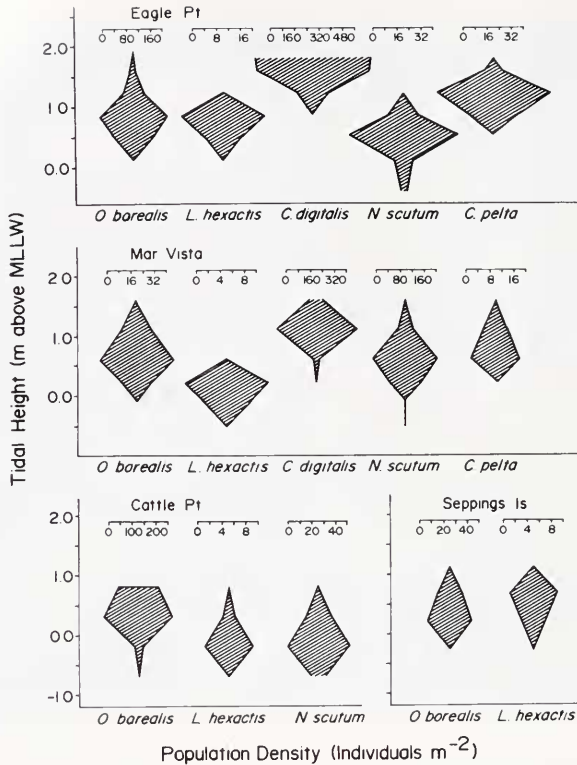 Eagle Pt
0 80 160
0 8 16
0 160 320 480
0 16 32
0 16 32
2.0
1.0
0.0
O borealis L. hexactis C. digitalis N scutum C. pelta
Mar Vista
0 16 32
0 4 8
0 160 320
0 80 160
0 8 16
2 0
1.0
0.0
O borealis L. hexactis C digitalis N. scutum C. pelta
Tidal Height (m above MLLW)
Cattle Pt
0 100 200
0 4 8
0 20 40
2.0
1.0
0.0
-1 0
O borealis L hexactis N scutum
Seppings Is
0 20 40
0 4 8
O borealis L. hexactis
Population Density (Individuals m⁻²)